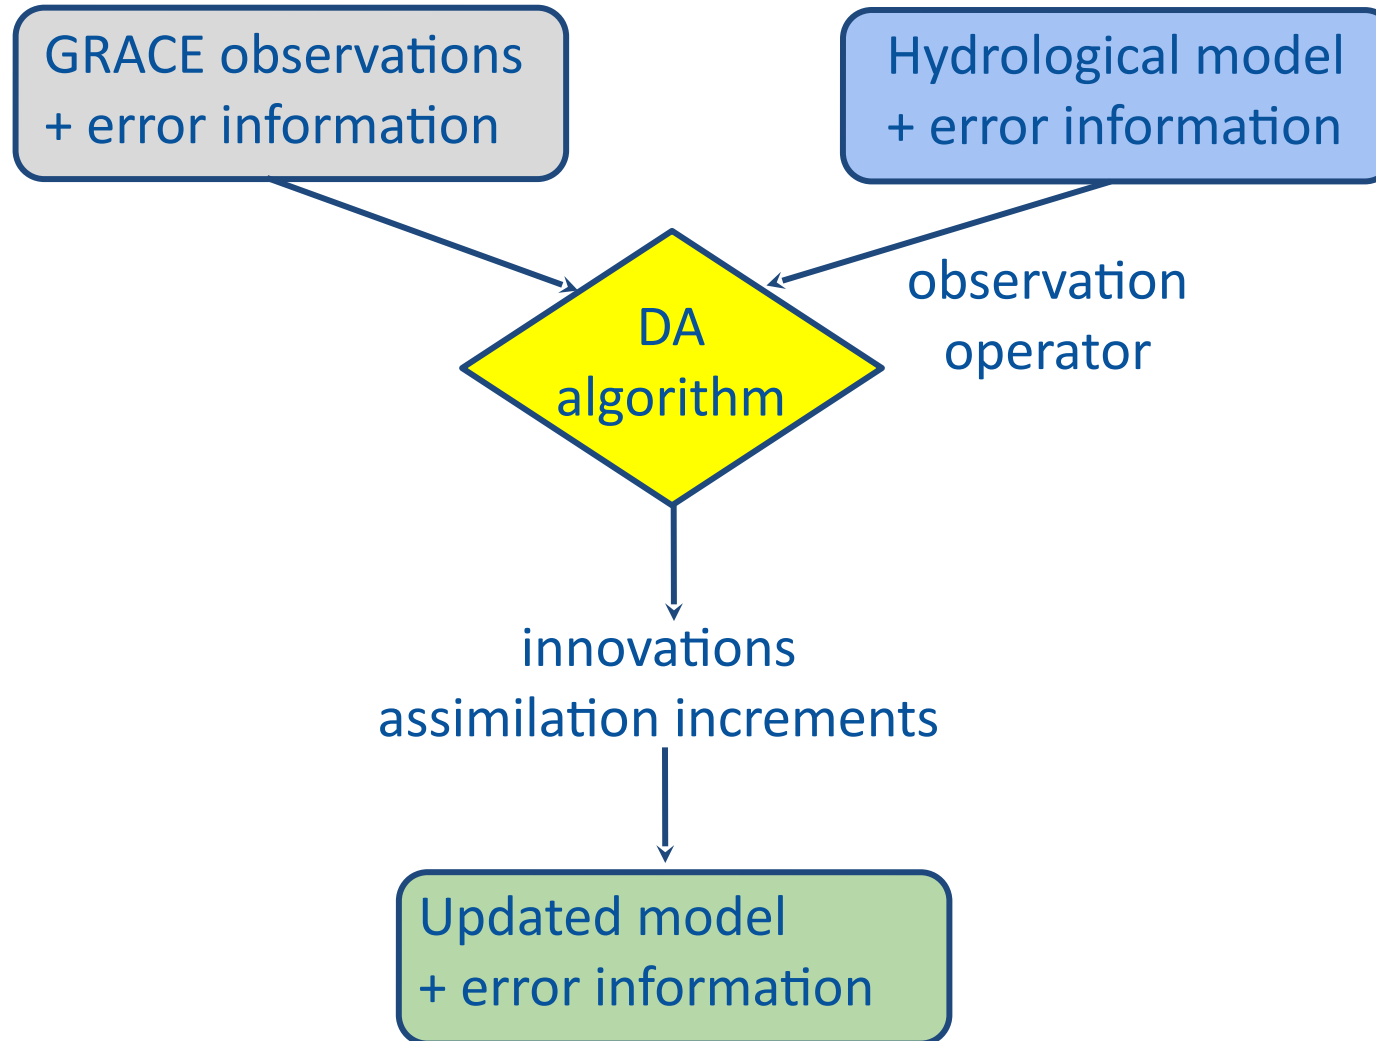 GRACE observations
+ error information
Hydrological model
+ error information
observation
operator
DA
algorithm
innovations
assimilation increments
Updated model
+ error information